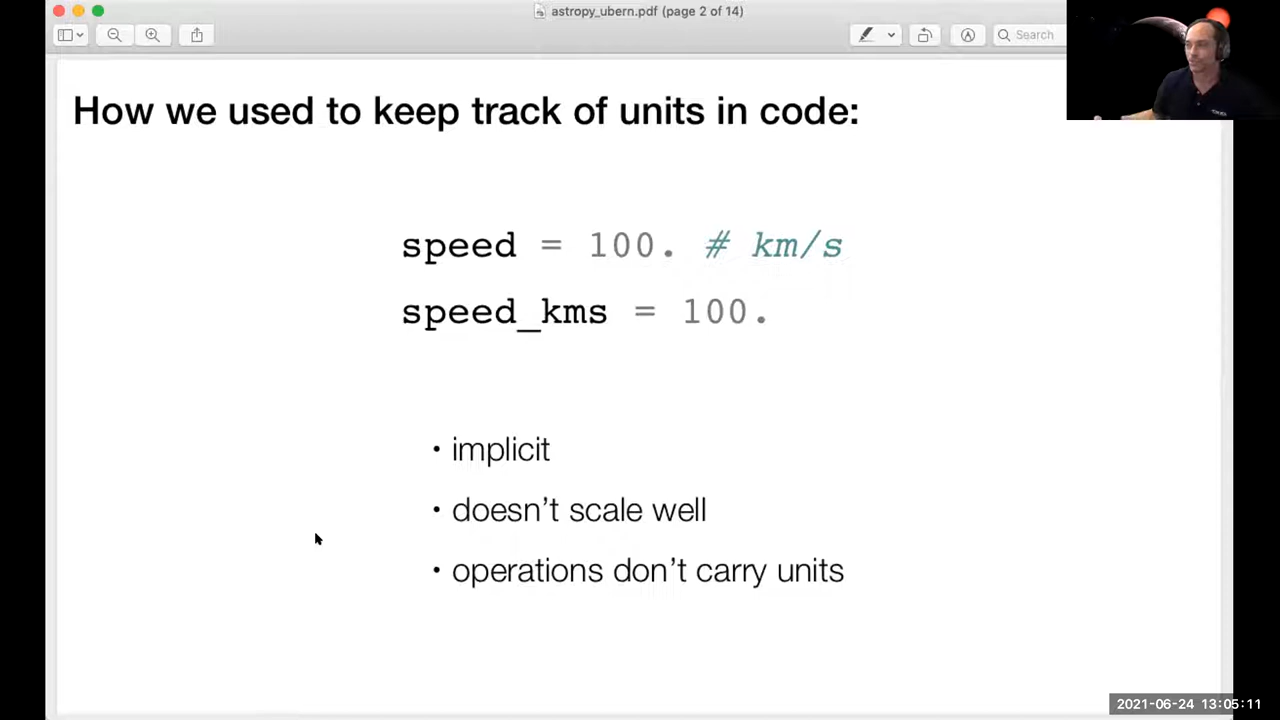 astropy_ubern.pdf (page 2 of 14)
Search
How we used to keep track of units in code:
speed = 100. # km/s
speed_kms = 100.
• implicit
• doesn’t scale well
• operations don’t carry units
2021-06-24 13:05:11